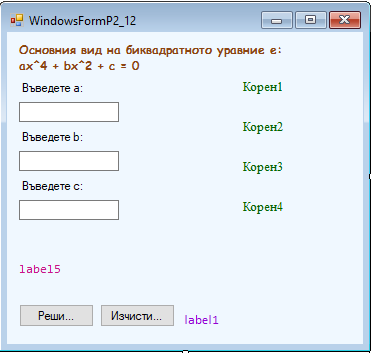 WindowsFormP2_12
Основния вид на биквадратното уравние е:
ax^4 + bx^2 + c = 0
Въведете a:
Корен1
Корен2
Въведете b:
Корен3
Въведете c:
Корен4
label5
Реши...
Изчисти...
label1